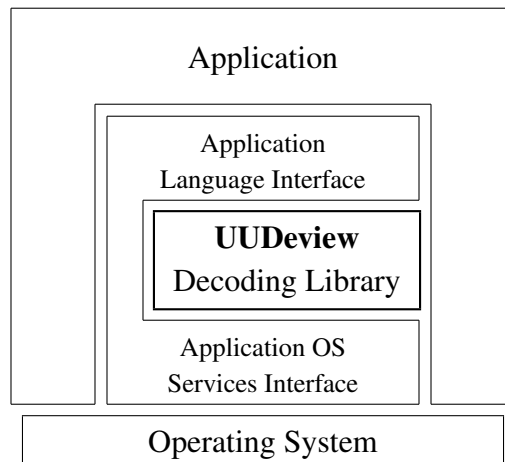 Application
Application
Language Interface
UUDeview
Decoding Library
Application OS
Services Interface
Operating System